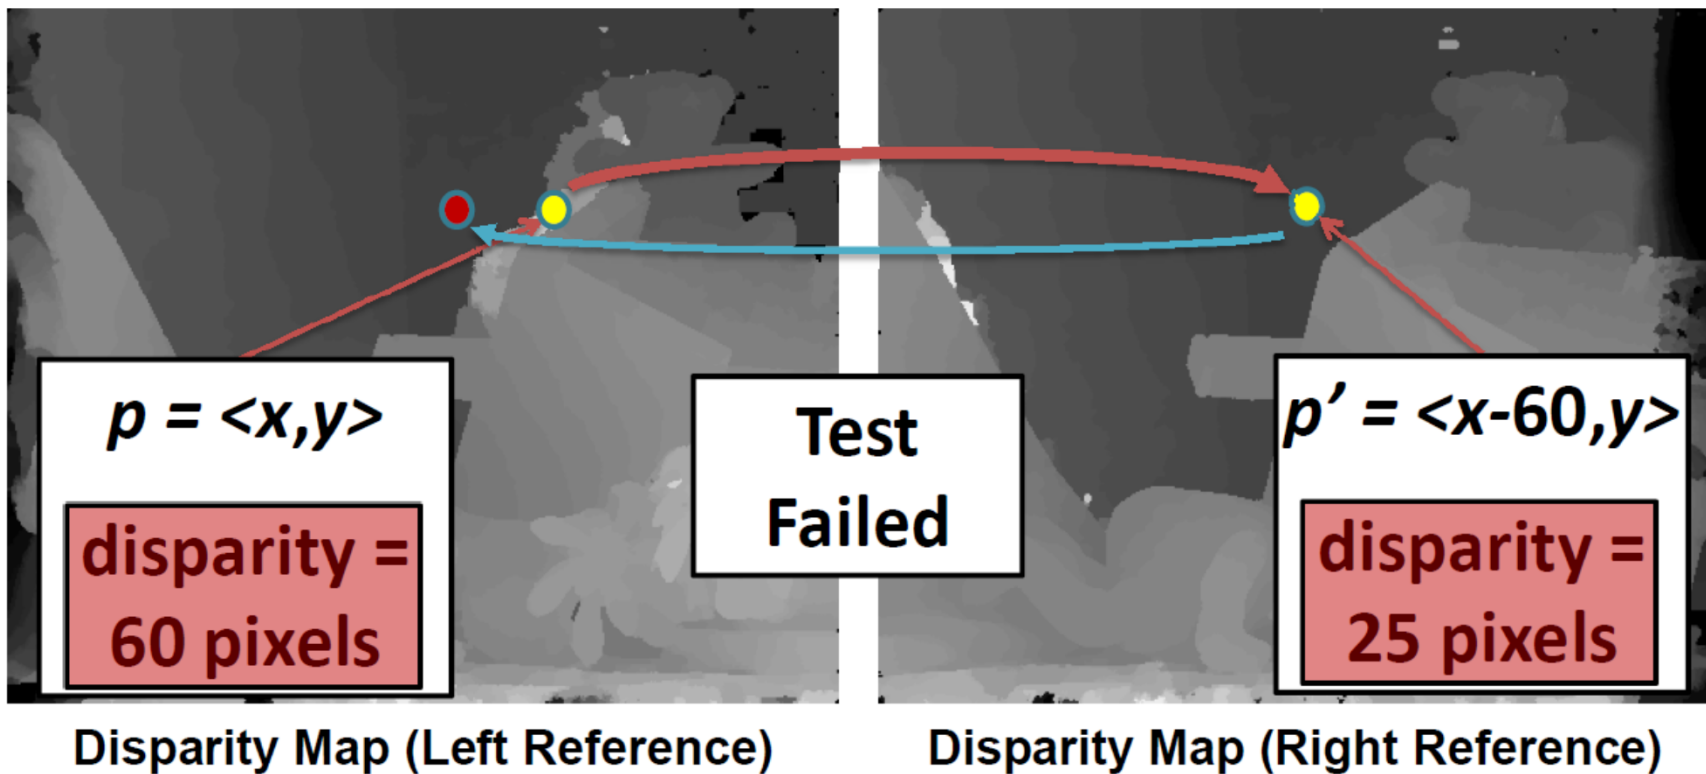 p = <x,y>
disparity =
60 pixels
Test
Failed
p’ = <x-60,y>
disparity =
25 pixels
Disparity Map (Left Reference)
Disparity Map (Right Reference)